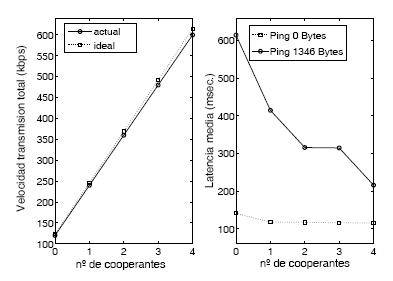 actual
ideal
600
550
500
450
400
350
300
250
200
150
100
0 1 2 3 4
nº de cooperantes
Velocidad transmision total (kbps)
Ping 0 Bytes
Ping 1346 Bytes
600
500
400
300
200
100
0 1 2 3 4
nº de cooperantes
Latencia media (msec.)